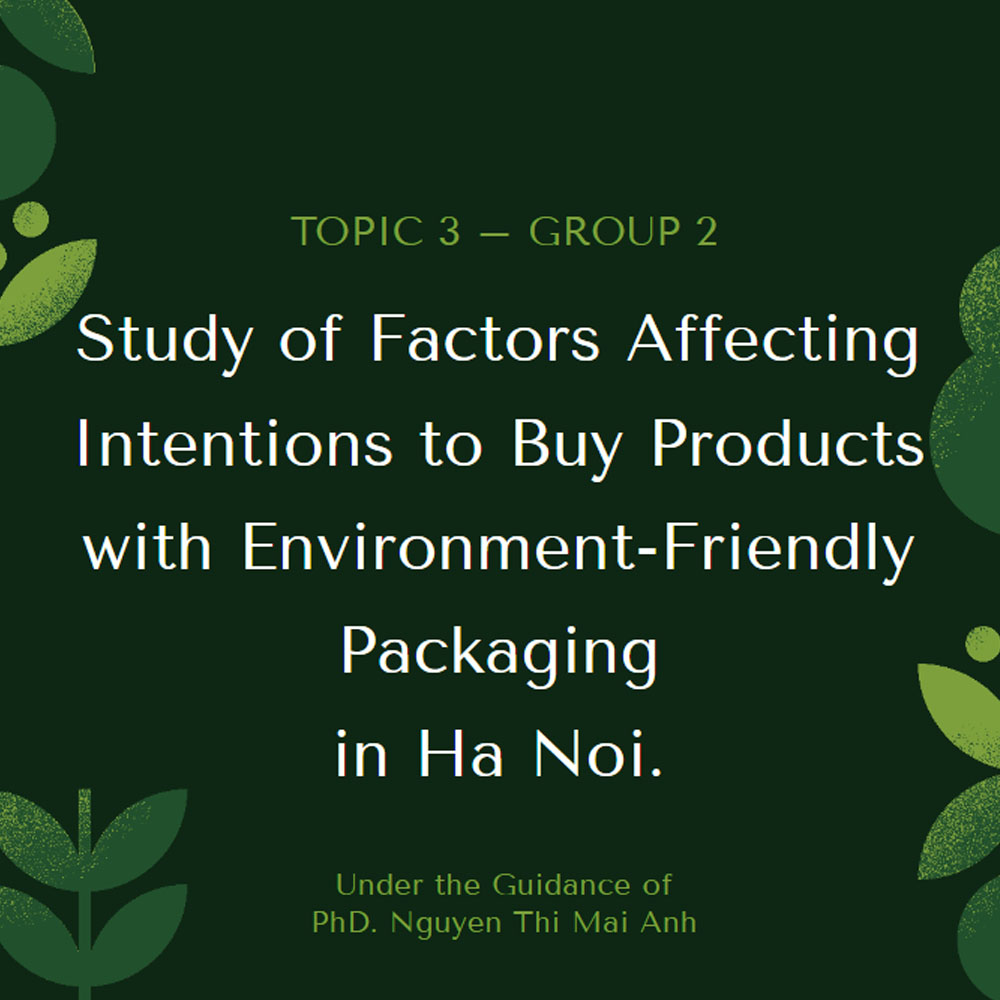 TOPIC 3 – GROUP 2
Study of Factors Affecting
Intentions to Buy Products
with Environment-Friendly
Packaging
in Ha Noi.
Under the Guidance of
PhD. Nguyen Thi Mai Anh